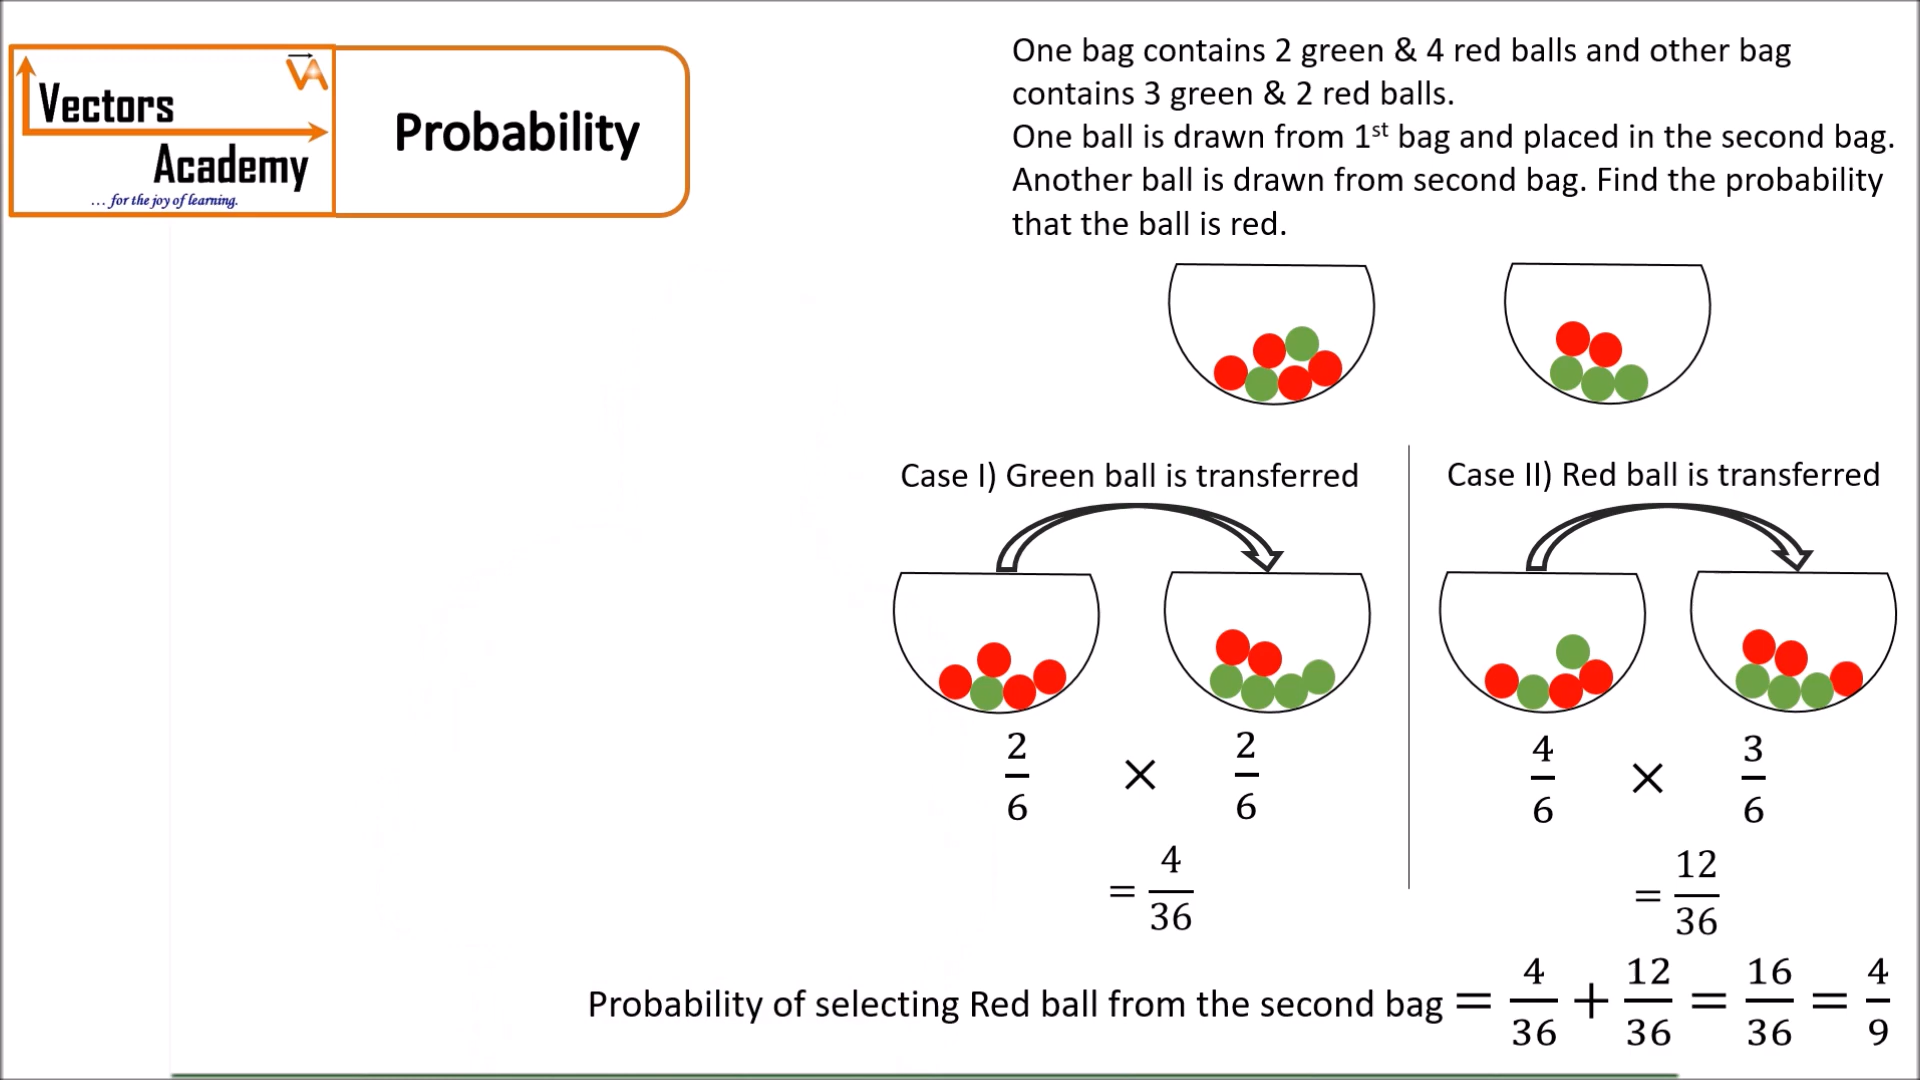 Vectors
Academy
... for the joy of learning.
VA
Probability
One bag contains 2 green & 4 red balls and other bag
contains 3 green & 2 red balls.
One ball is drawn from 1st bag and placed in the second bag.
Another ball is drawn from second bag. Find the probability
that the ball is red.
Case I) Green ball is transferred
2/6 × 2/6
= 4/36
Case II) Red ball is transferred
4/6 × 3/6
= 12/36
Probability of selecting Red ball from the second bag = 4/36 + 12/36 = 16/36 = 4/9